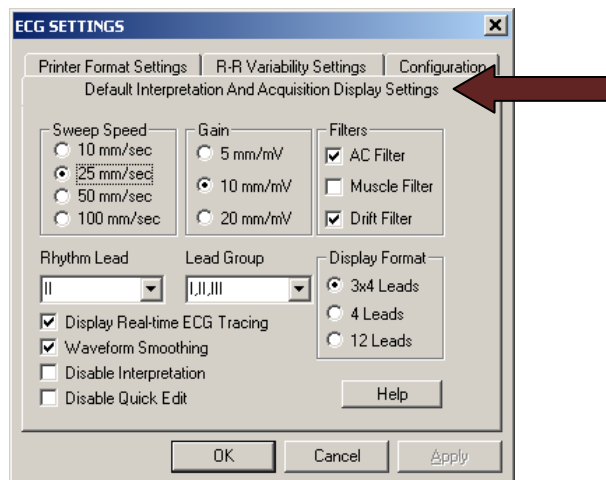 ECG SETTINGS
Printer Format Settings R-R Variability Settings Configuration
Default Interpretation And Acquisition Display Settings
Sweep Speed
10 mm/sec
25 mm/sec
50 mm/sec
100 mm/sec
Gain
5 mm/mV
10 mm/mV
20 mm/mV
Filters
AC Filter
Muscle Filter
Drift Filter
Rhythm Lead
II
Lead Group
I,II,III
Display Format
3x4 Leads
4 Leads
12 Leads
Display Real-time ECG Tracing
Waveform Smoothing
Disable Interpretation
Disable Quick Edit
Help
OK Cancel Apply